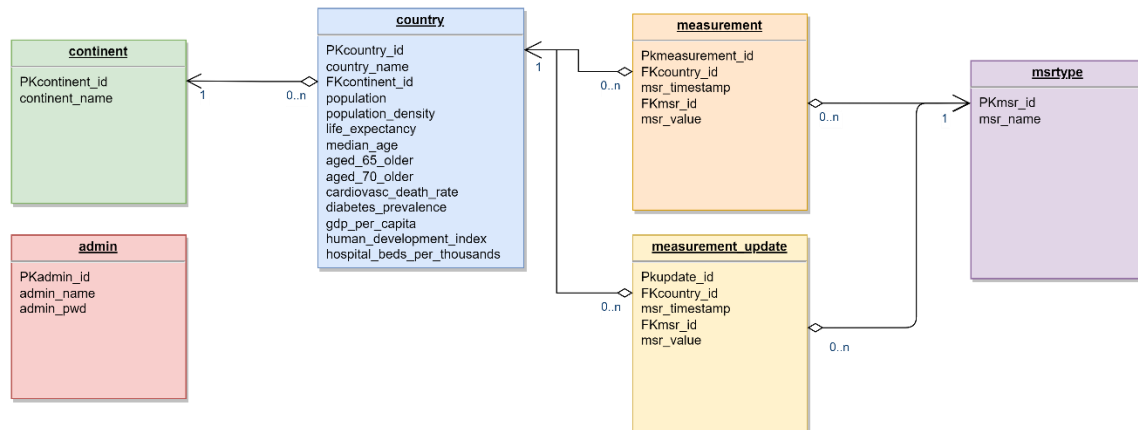 continent
PKcontinent_id
continent_name
1
0..n
country
PKcountry_id
country_name
FKcontinent_id
population
population_density
life_expectancy
median_age
aged_65_older
aged_70_older
cardiovasc_death_rate
diabetes_prevalence
gdp_per_capita
human_development_index
hospital_beds_per_thousands
1
0..n
measurement
Pkmeasurement_id
FKcountry_id
msr_timestamp
FKmsr_id
msr_value
0..n
1
msrtype
PKmsr_id
msr_name
admin
PKadmin_id
admin_name
admin_pwd
0..n
measurement_update
Pkupdate_id
FKcountry_id
msr_timestamp
FKmsr_id
msr_value
0..n